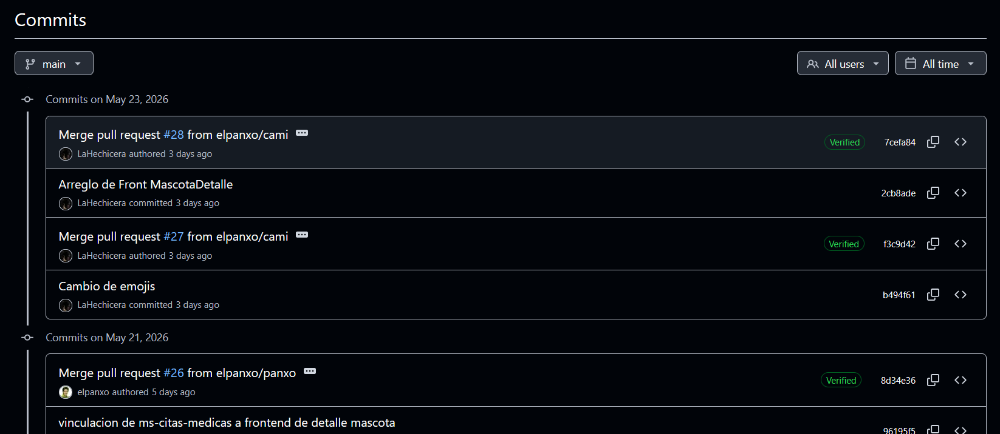 Commits
main
All users
All time
Commits on May 23, 2026
Merge pull request #28 from elpanxo/cami
LaHechicera authored 3 days ago
Verified
7cefa84
Arreglo de Front MascotaDetalle
LaHechicera committed 3 days ago
2cb8ade
Merge pull request #27 from elpanxo/cami
LaHechicera authored 3 days ago
Verified
f3c9d42
Cambio de emojis
LaHechicera committed 3 days ago
b494f61
Commits on May 21, 2026
Merge pull request #26 from elpanxo/panxo
elpanxo authored 5 days ago
Verified
8d34e36
vinculacion de ms-citas-medicas a frontend de detalle mascota
96195f5